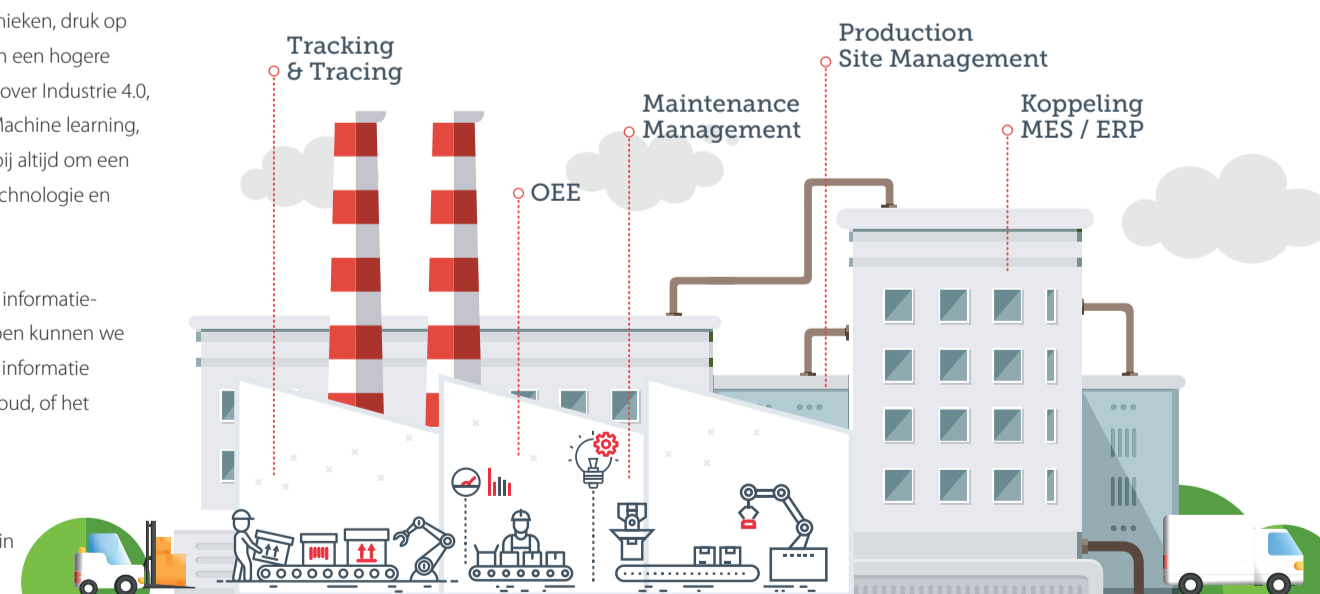 nieken, druk op
n een hogere
over Industrie 4.0,
Machine learning,
bij altijd om een
chnologie en
informatie-
pen kunnen we
informatie
oud, of het
in
Tracking
& Tracing
OEE
Maintenance
Management
Production
Site Management
Koppeling
MES / ERP